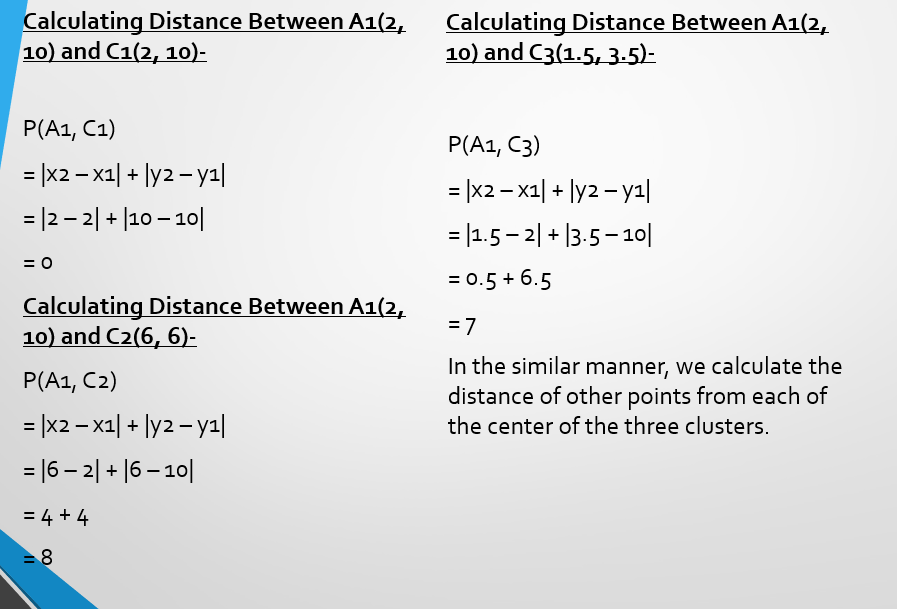 Calculating Distance Between A1(2,
10) and C1(2, 10)-
P(A1, C1)
= |x2 – x1| + |y2 – y1|
= |2 – 2| + |10 – 10|
= 0
Calculating Distance Between A1(2,
10) and C2(6, 6)-
P(A1, C2)
= |x2 – x1| + |y2 – y1|
= |6 – 2| + |6 – 10|
= 4 + 4
= 8
Calculating Distance Between A1(2,
10) and C3(1.5, 3.5)-
P(A1, C3)
= |x2 – x1| + |y2 – y1|
= |1.5 – 2| + |3.5 – 10|
= 0.5 + 6.5
= 7
In the similar manner, we calculate the
distance of other points from each of
the center of the three clusters.